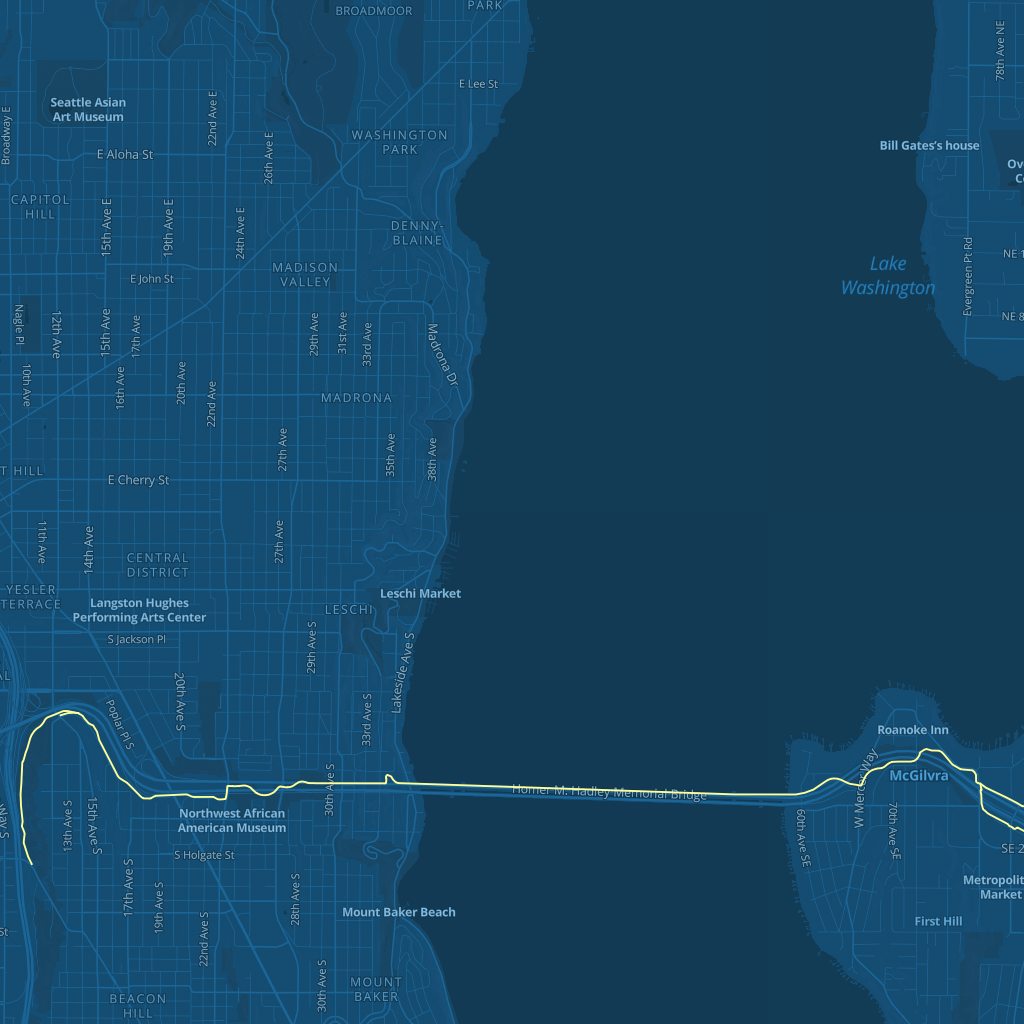 BROADMOOR
PARK
78th Ave NE
E Lee St
Seattle Asian
Art Museum
22nd Ave E
Broadway E
WASHINGTON
PARK
26th Ave E
Bill Gates's house
E Aloha St
CAPITOL
HILL
15th Ave E
19th Ave E
24th Ave E
DENNY-
BLAINE
Lake
Washington
Evergreen Pt Rd
E John St
MADISON
VALLEY
Nagle Pl
12th Ave
15th Ave
17th Ave
29th Ave
31st Ave
33rd Ave
Madrona Dr
10th Ave
16th Ave
20th Ave
22nd Ave
MADRONA
27th Ave
35th Ave
38th Ave
T HILL
E Cherry St
11th Ave
14th Ave
27th Ave
CENTRAL
DISTRICT
YESLER
TERRACE
Leschi Market
Langston Hughes
Performing Arts Center
LESCHI
S Jackson Pl
29th Ave S
Lakeside Ave S
20th Ave S
33rd Ave S
Poplar Pl S
Roanoke Inn
McGilvra
W Mercer Way
30th Ave S
Homer M. Hadley Memorial Bridge
Way S
13th Ave S
15th Ave S
Northwest African
American Museum
60th Ave SE
70th Ave SE
S Holgate St
SE 2
17th Ave S
19th Ave S
28th Ave S
Metropolit
Market
22nd Ave S
Mount Baker Beach
First Hill
St
30th Ave S
MOUNT
BAKER
BEACON
HILL